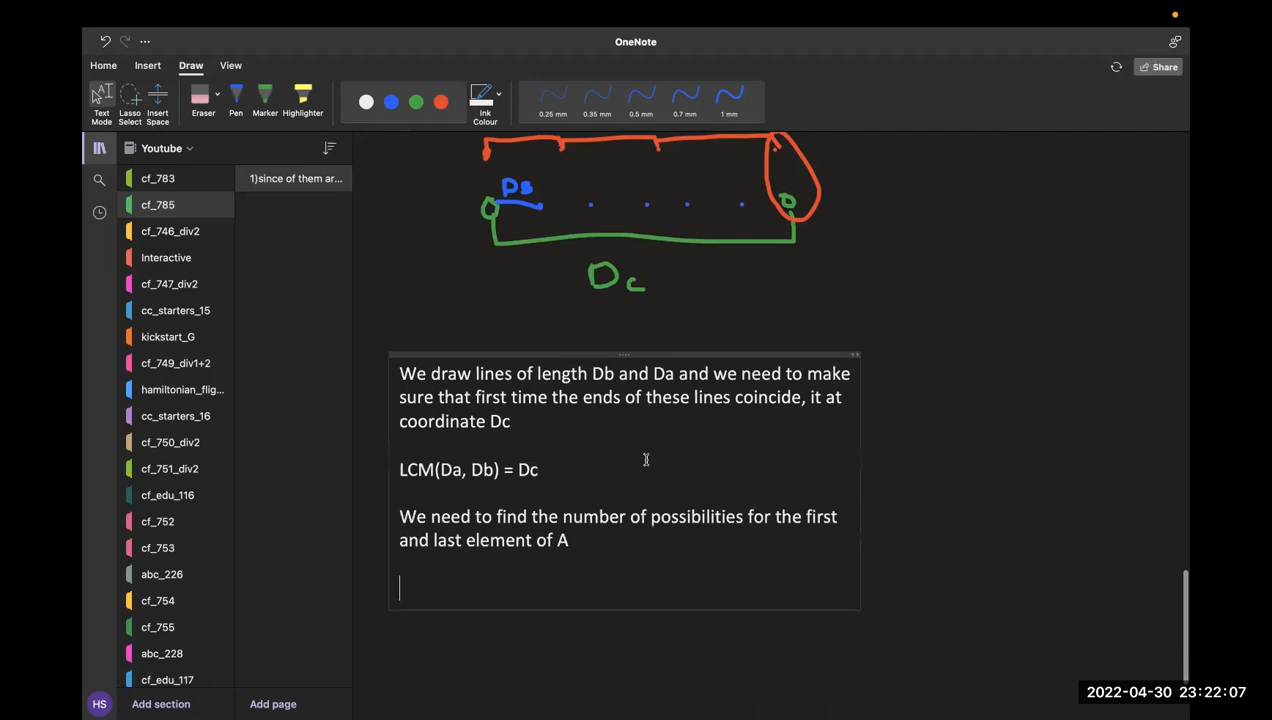 OneNote
Home Insert Draw View
Share
Text Mode
Lasso Select
Insert Space
Eraser
Pen
Marker
Highlighter
Ink Colour
0.25 mm
0.35 mm
0.5 mm
0.7 mm
1 mm
Youtube
cf_783
cf_785
cf_746_div2
Interactive
cf_747_div2
cc_starters_15
kickstart_G
cf_749_div1+2
hamiltonian_flig...
cc_starters_16
cf_750_div2
cf_751_div2
cf_edu_116
cf_752
cf_753
abc_226
cf_754
cf_755
abc_228
cf_edu_117
HS
Add section
1)since of them ar...
Add page
DB
Dc
We draw lines of length Db and Da and we need to make
sure that first time the ends of these lines coincide, it at
coordinate Dc
LCM(Da, Db) = Dc
We need to find the number of possibilities for the first
and last element of A
2022-04-30 23:22:07